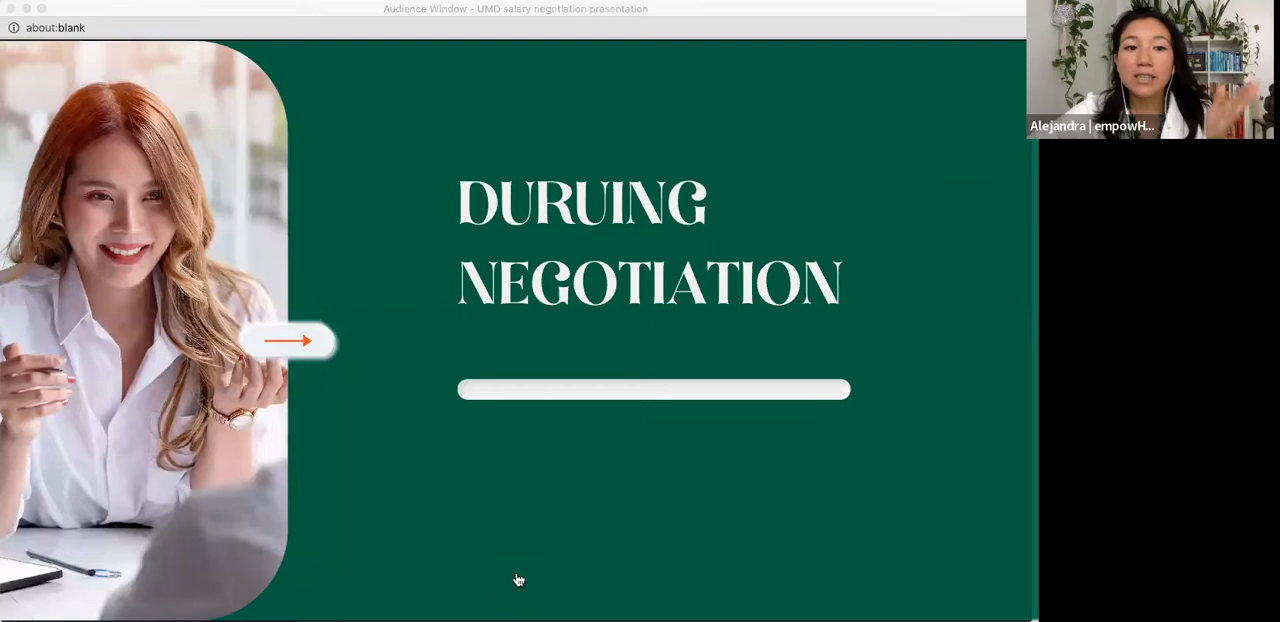 Audience Window - UMD salary negotiation presentation
about:blank
Alejandra | empowH...
DURUING
NEGOTIATION